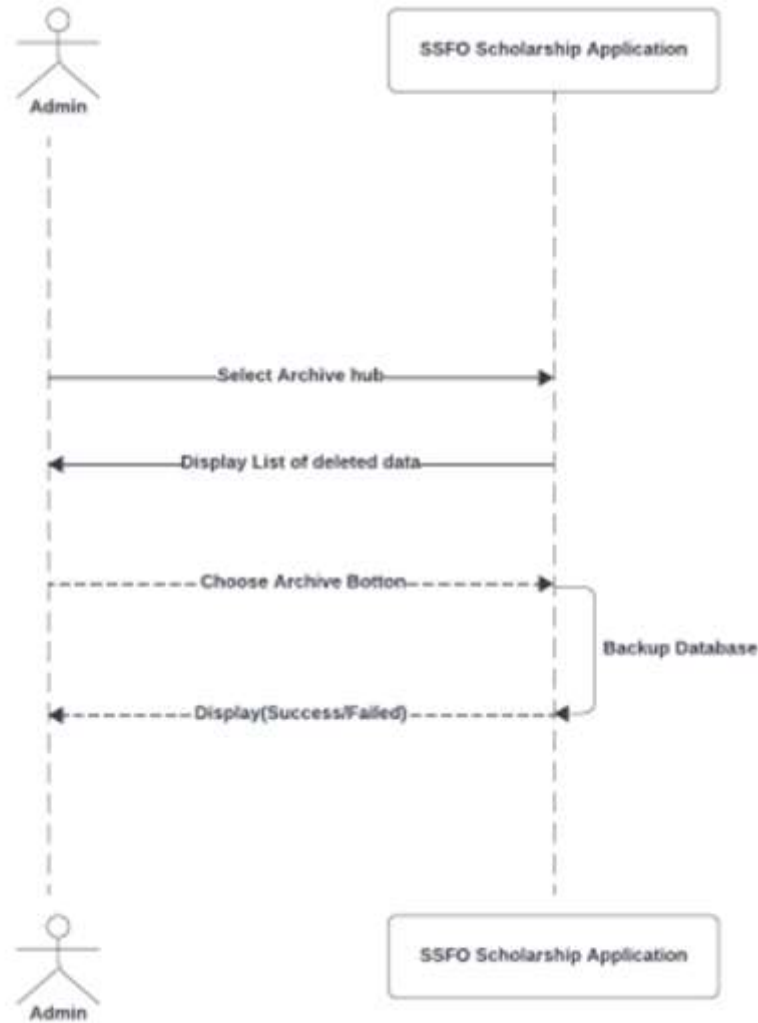 Admin
SSFO Scholarship Application
Select Archive hub
Display List of deleted data
Choose Archive Botton
Backup Database
Display(Success/Failed)
Admin
SSFO Scholarship Application